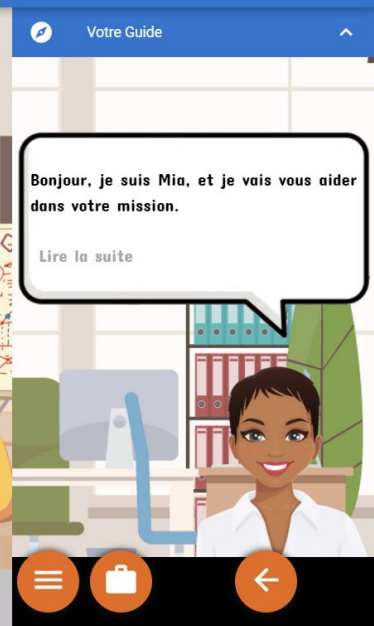 Votre Guide
Bonjour, je suis Mia, et je vais vous aider
dans votre mission.
Lire la suite